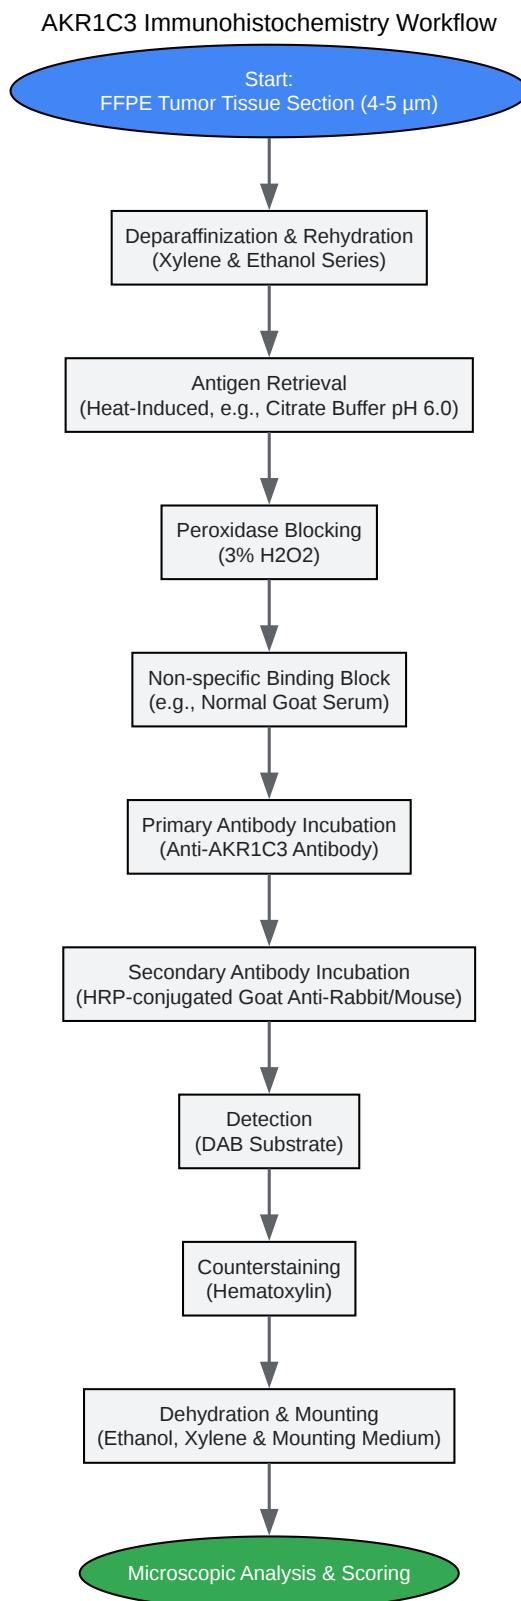 AKR1C3 Immunohistochemistry Workflow
Start:
FFPE Tumor Tissue Section (4-5 µm)
Deparaffinization & Rehydration
(Xylene & Ethanol Series)
Antigen Retrieval
(Heat-Induced, e.g., Citrate Buffer pH 6.0)
Peroxidase Blocking
(3% H2O2)
Non-specific Binding Block
(e.g., Normal Goat Serum)
Primary Antibody Incubation
(Anti-AKR1C3 Antibody)
Secondary Antibody Incubation
(HRP-conjugated Goat Anti-Rabbit/Mouse)
Detection
(DAB Substrate)
Counterstaining
(Hematoxylin)
Dehydration & Mounting
(Ethanol, Xylene & Mounting Medium)
Microscopic Analysis & Scoring